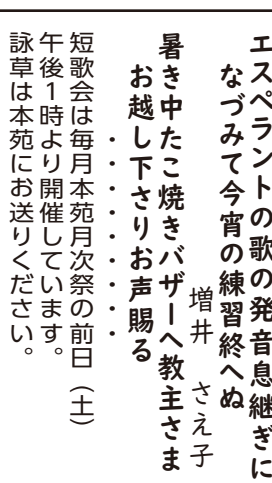 エスペラントの歌の発音息継ぎに
なづみて今宵の練習終へぬ
増井 さえ子
暑き中たこ焼きバザーへ教主さま
お越し下さりお声賜る
・・・・・・・・・・
短歌会は毎月本苑月次祭の前日（土）
午後1時より開催しています。
詠草は本苑にお送りください。